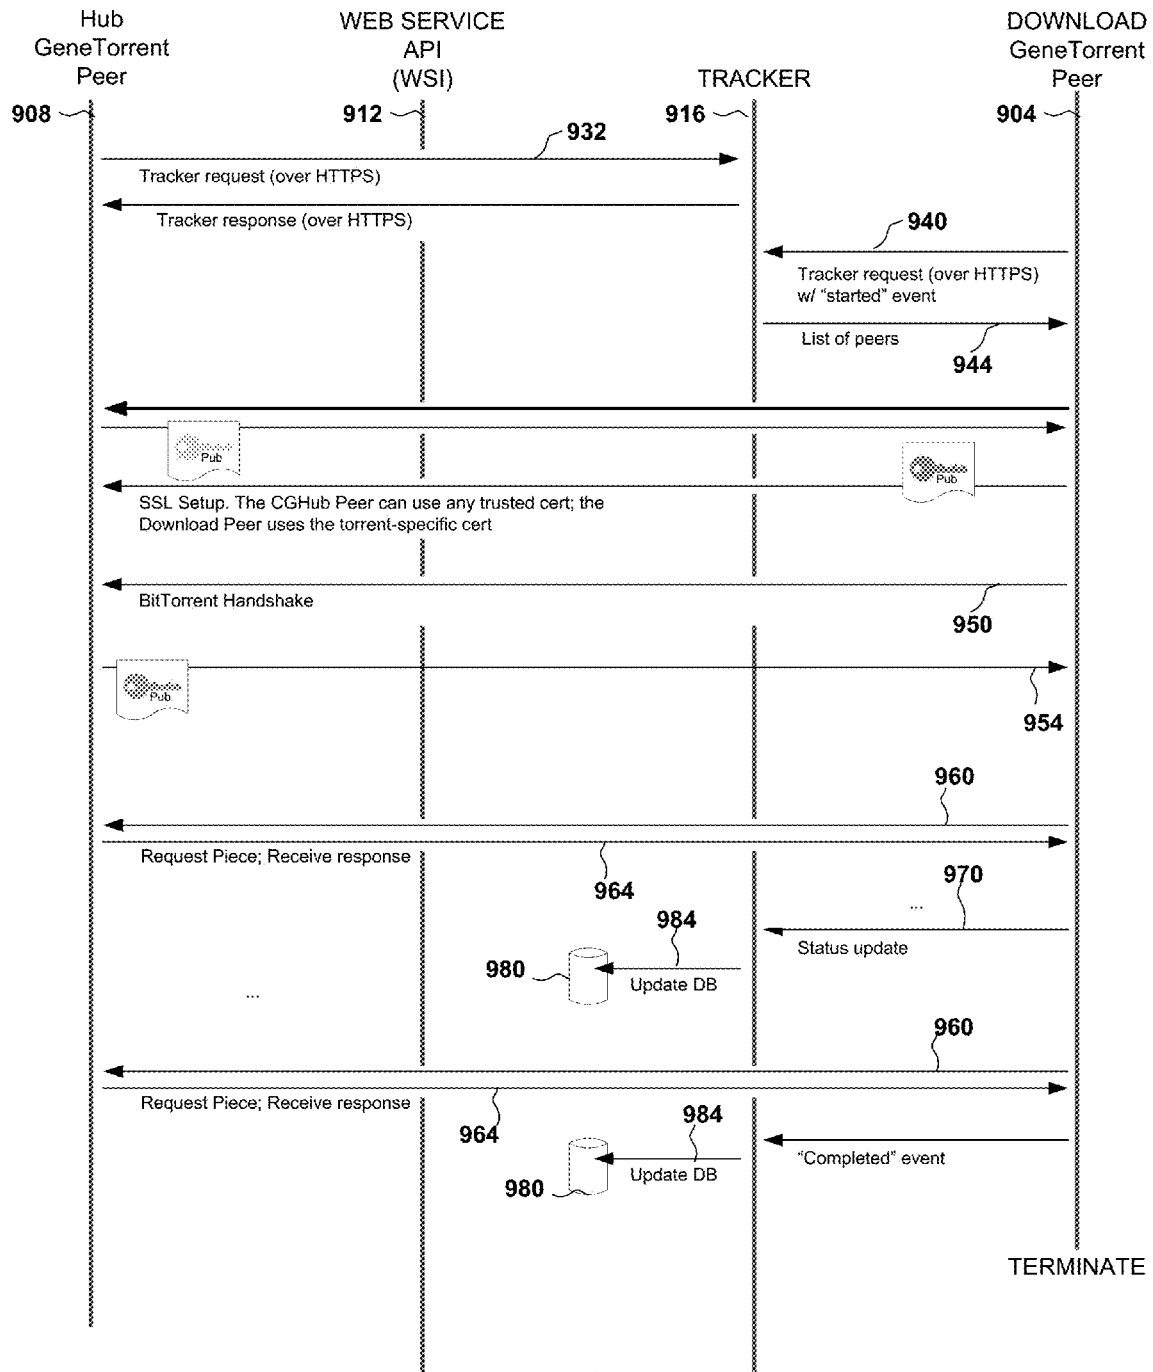 Hub
GeneTorrent
Peer
WEB SERVICE
API
(WSI)
TRACKER
DOWNLOAD
GeneTorrent
Peer
908
912
916
904
932
Tracker request (over HTTPS)
Tracker response (over HTTPS)
940
Tracker request (over HTTPS)
w/ “started” event
List of peers
944
Pub
Pub
SSL Setup. The CGHub Peer can use any trusted cert; the
Download Peer uses the torrent-specific cert
BitTorrent Handshake
950
Pub
954
960
Request Piece; Receive response
964
970
...
984
Status update
980
Update DB
...
960
Request Piece; Receive response
964
984
“Completed” event
Update DB
980
TERMINATE